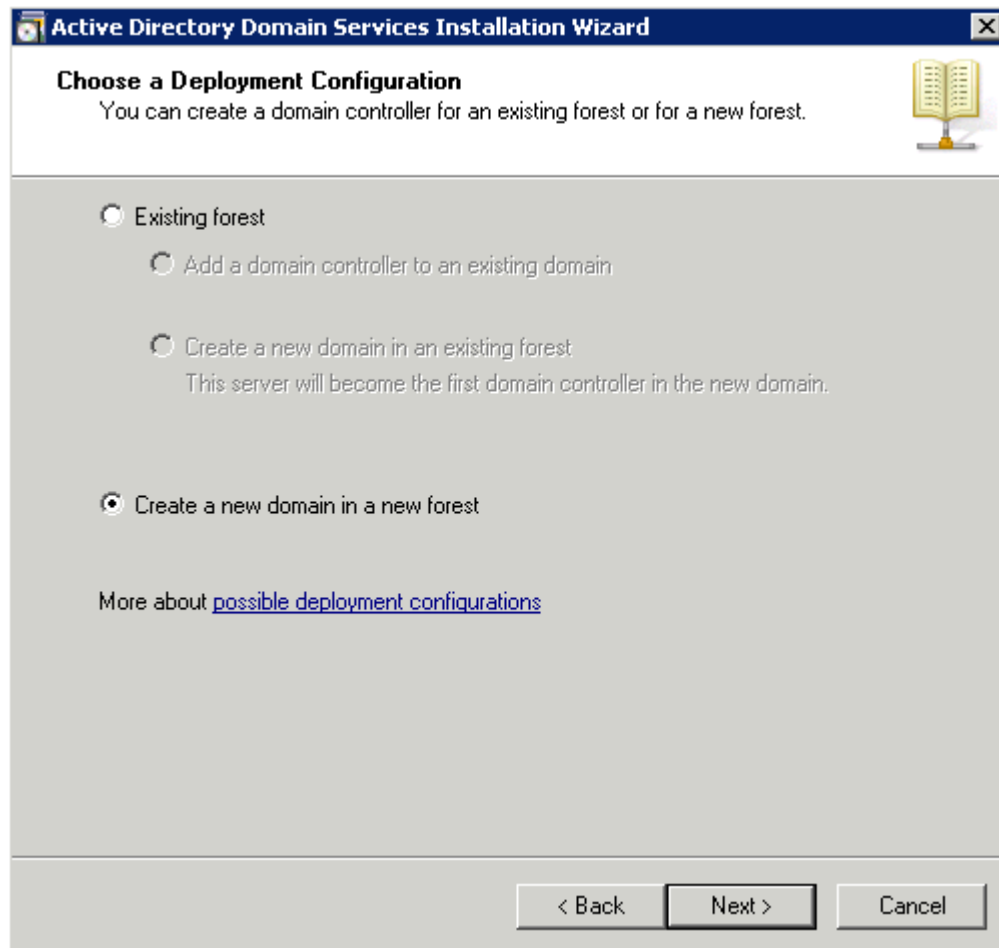 Active Directory Domain Services Installation Wizard
Choose a Deployment Configuration
You can create a domain controller for an existing forest or for a new forest.
Existing forest
Add a domain controller to an existing domain
Create a new domain in an existing forest
This server will become the first domain controller in the new domain.
Create a new domain in a new forest
More about possible deployment configurations
< Back Next > Cancel